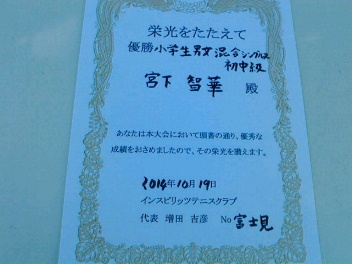 栄光をたたえて
優勝 小学生男女混合シングルス
初中級
宮下 智華 殿
あなたは本大会において頭書の通り、優秀な
成績をおさめましたので、その栄光を讃えます。
2014年10月19日
インスピリッツテニスクラブ
代表 増田 吉彦 No 富士見